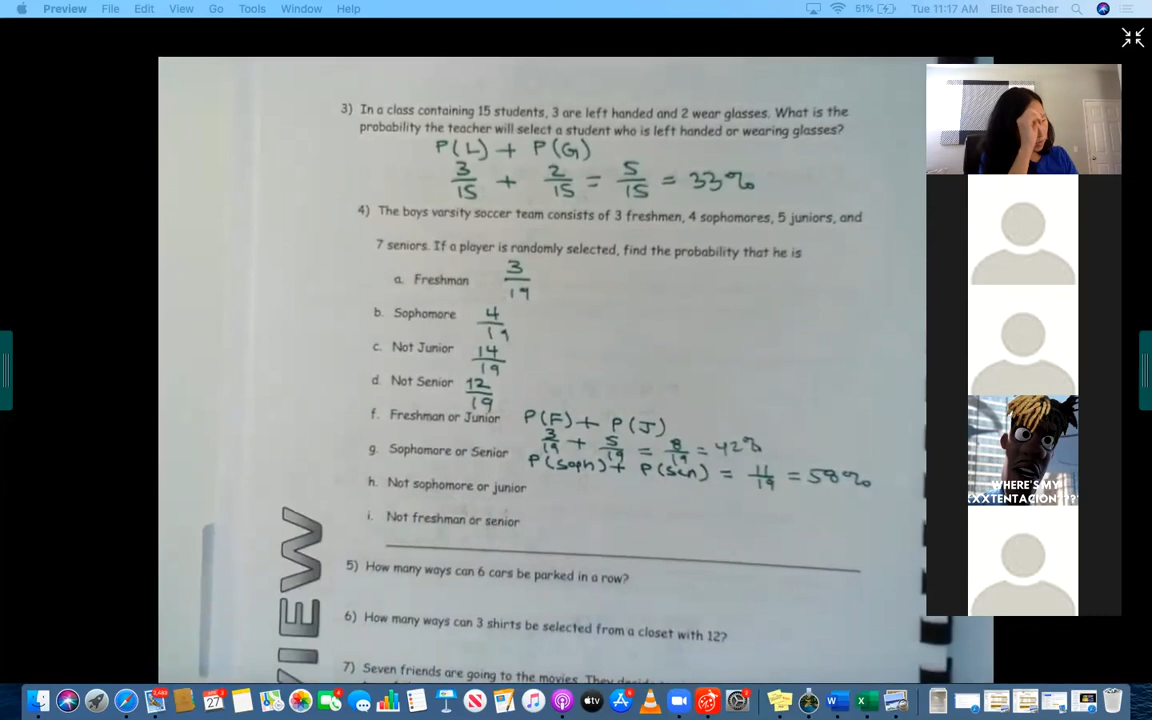 Preview File Edit View Go Tools Window Help 51% Tue 11:17 AM Elite Teacher
3) In a class containing 15 students, 3 are left handed and 2 wear glasses. What is the
probability the teacher will select a student who is left handed or wearing glasses?
P(L) + P(G)
3/15 + 2/15 = 5/15 = 33%
4) The boys varsity soccer team consists of 3 freshmen, 4 sophomores, 5 juniors, and
7 seniors. If a player is randomly selected, find the probability that he is
a. Freshman 3/19
b. Sophomore 4/19
c. Not Junior 14/19
d. Not Senior 12/19
f. Freshman or Junior P(F) + P(J)
3/19 + 5/19 = 8/19 = 42%
g. Sophomore or Senior P(Soph) + P(Sen) = 11/19 = 58%
h. Not sophomore or junior
i. Not freshman or senior
5) How many ways can 6 cars be parked in a row?
6) How many ways can 3 shirts be selected from a closet with 12?
7) Seven friends are going to the movies. They decide
VIEW
WHERE'S MY
XXXTENTACION???
27
tv